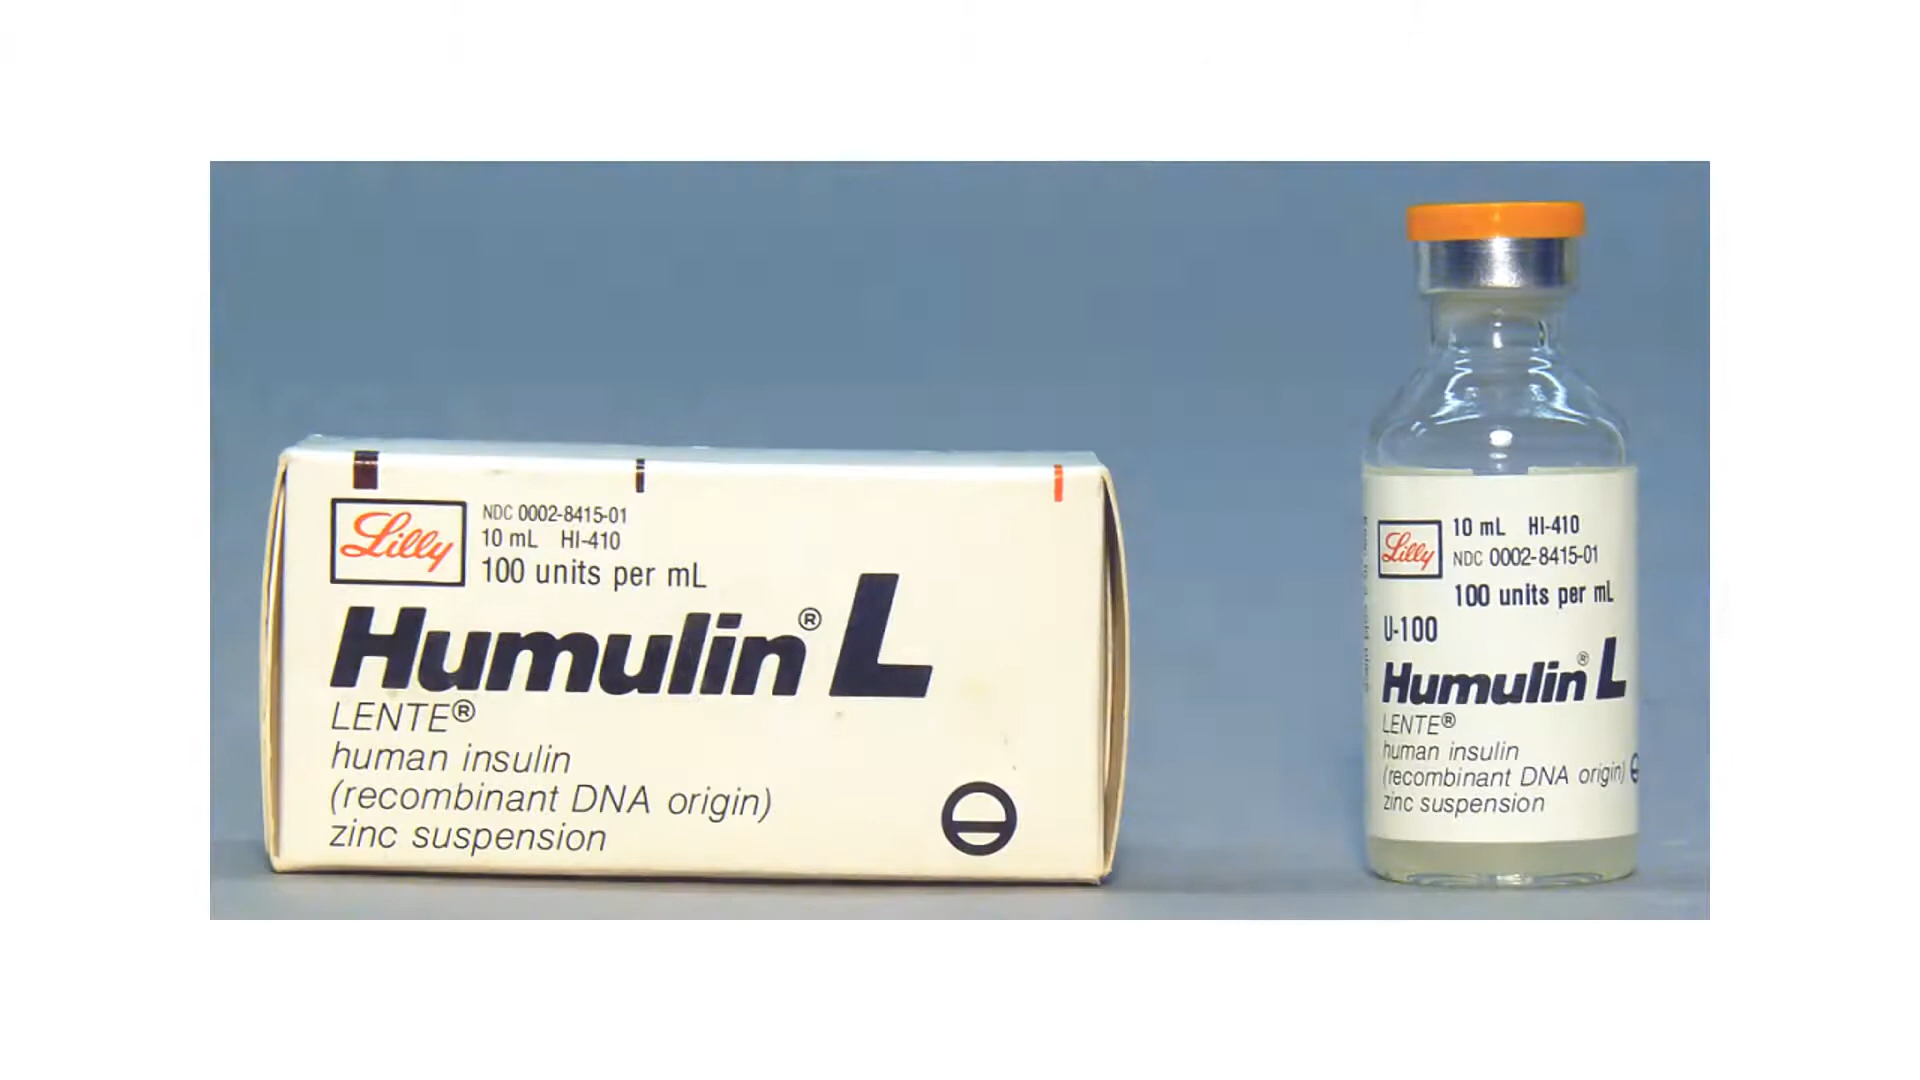 Lilly
NDC 0002-8415-01
10 mL HI-410
100 units per mL
Humulin® L
LENTE®
human insulin
(recombinant DNA origin)
zinc suspension
Lilly
10 mL HI-410
NDC 0002-8415-01
100 units per mL
U-100
Humulin® L
LENTE®
human insulin
(recombinant DNA origin)
zinc suspension